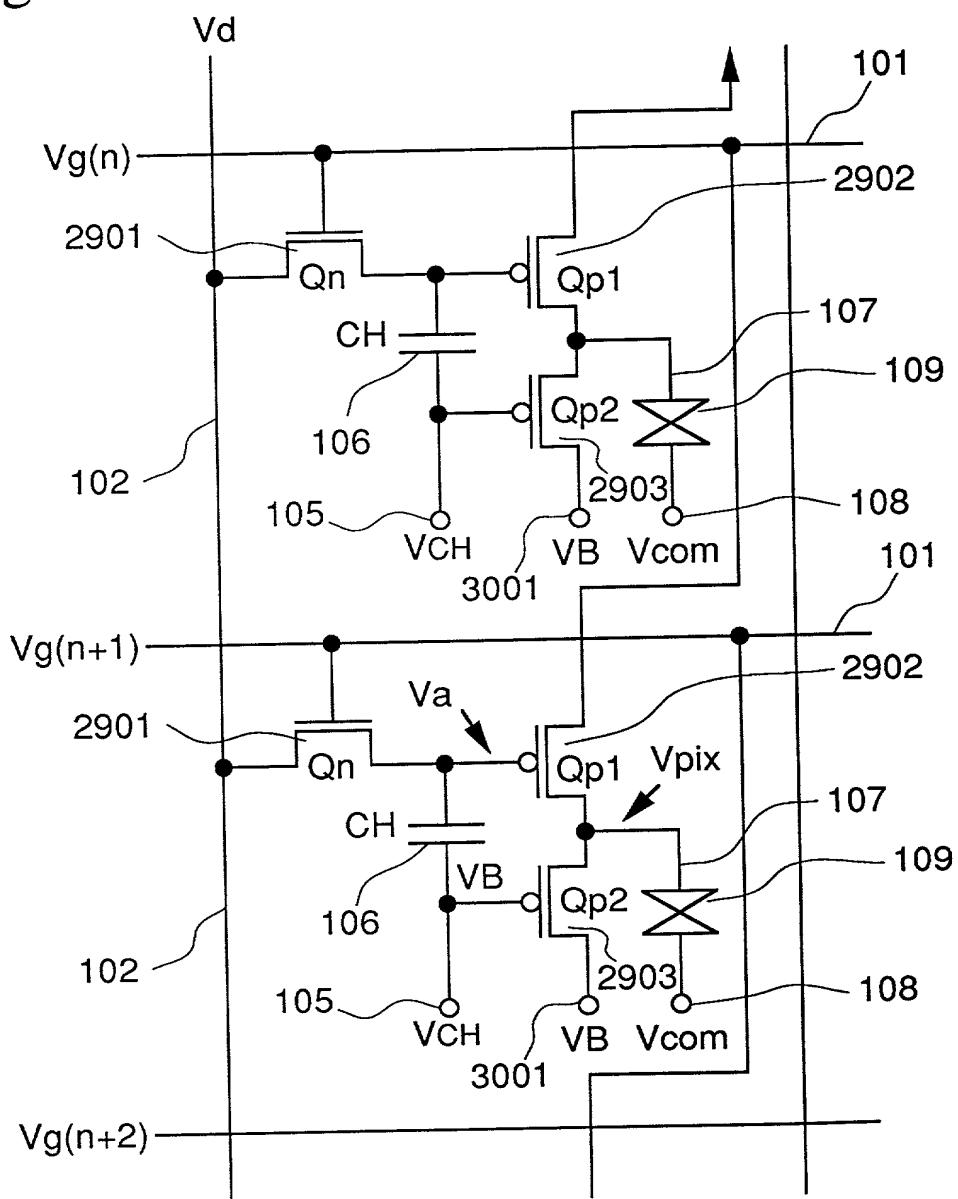 g
Vd
101
Vg(n)
2902
2901
Qn
Qp1
107
CH
109
Qp2
106
102
2903
105
108
VCH
VB
Vcom
3001
101
Vg(n+1)
2902
Va
2901
Vpix
Qn
Qp1
107
CH
109
VB
Qp2
106
102
2903
105
108
VCH
VB
Vcom
3001
Vg(n+2)